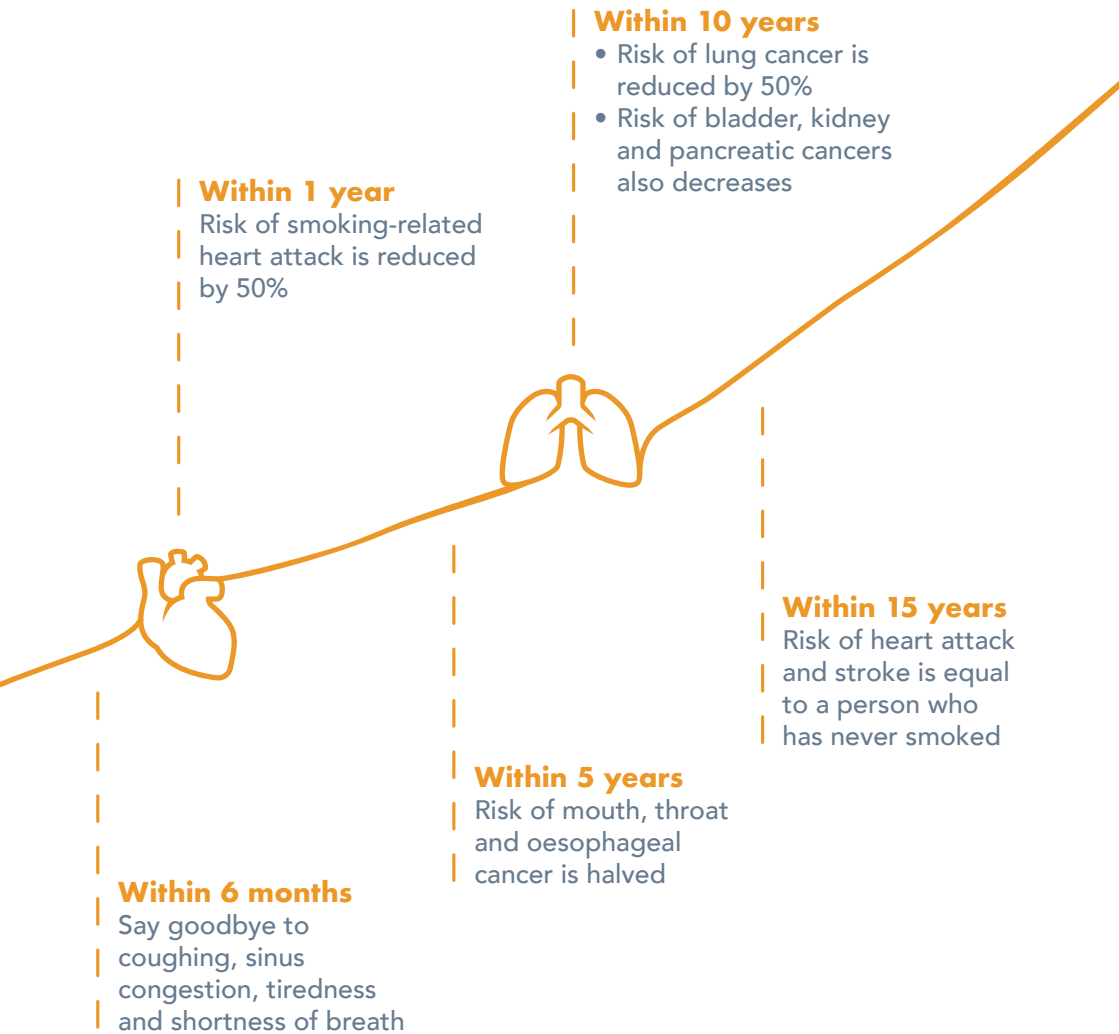 Within 10 years
• Risk of lung cancer is
reduced by 50%
• Risk of bladder, kidney
and pancreatic cancers
also decreases
Within 1 year
Risk of smoking-related
heart attack is reduced
by 50%
Within 15 years
Risk of heart attack
and stroke is equal
to a person who
has never smoked
Within 5 years
Risk of mouth, throat
and oesophageal
cancer is halved
Within 6 months
Say goodbye to
coughing, sinus
congestion, tiredness
and shortness of breath